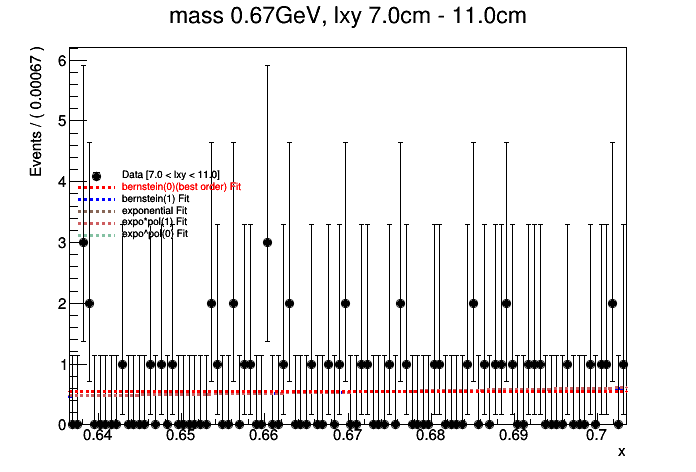 mass 0.67GeV, lxy 7.0cm - 11.0cm
Events / ( 0.00067 )
6
5
4
3
2
1
0
Data [7.0 < lxy < 11.0]
bernstein(0)(best order) Fit
bernstein(1) Fit
exponential Fit
expo*pol(1) Fit
expo^pol(0) Fit
0.64 0.65 0.66 0.67 0.68 0.69 0.7
x